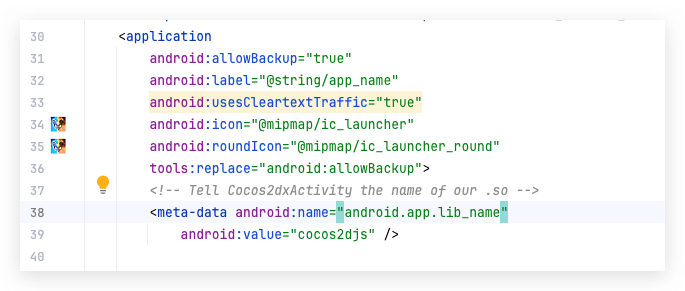 30 <application
31 android:allowBackup="true"
32 android:label="@string/app_name"
33 android:usesCleartextTraffic="true"
34 android:icon="@mipmap/ic_launcher"
35 android:roundIcon="@mipmap/ic_launcher_round"
36 tools:replace="android:allowBackup">
37 <!-- Tell Cocos2dxActivity the name of our .so -->
38 <meta-data android:name="android.app.lib_name"
39 android:value="cocos2djs" />
40